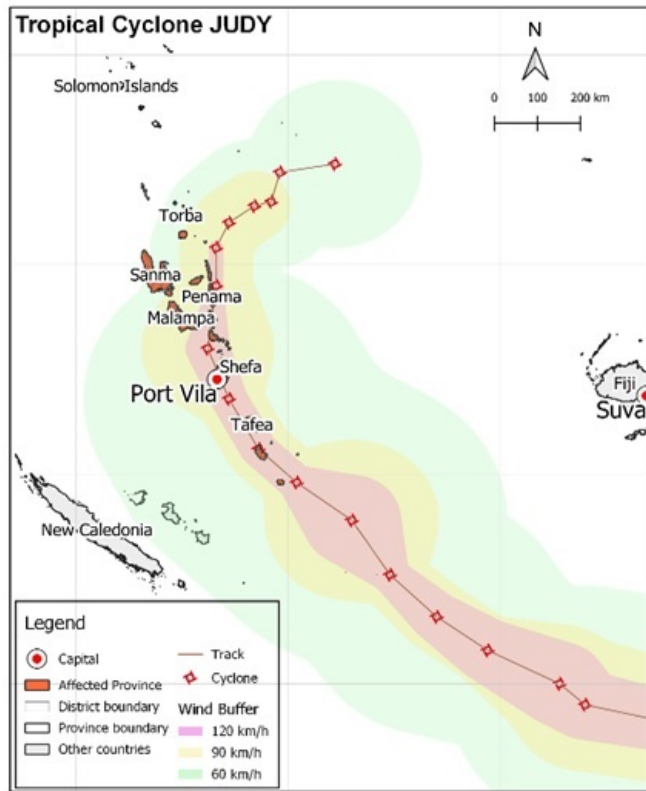 Tropical Cyclone JUDY
N
Solomon Islands
0 100 200 km
Torba
Sanma
Penama
Malampa
Shefa
Port Vila
Fiji
Suva
Tafea
New Caledonia
Legend
Capital
Affected Province
District boundary
Province boundary
Other countries
Track
Cyclone
Wind Buffer
120 km/h
90 km/h
60 km/h